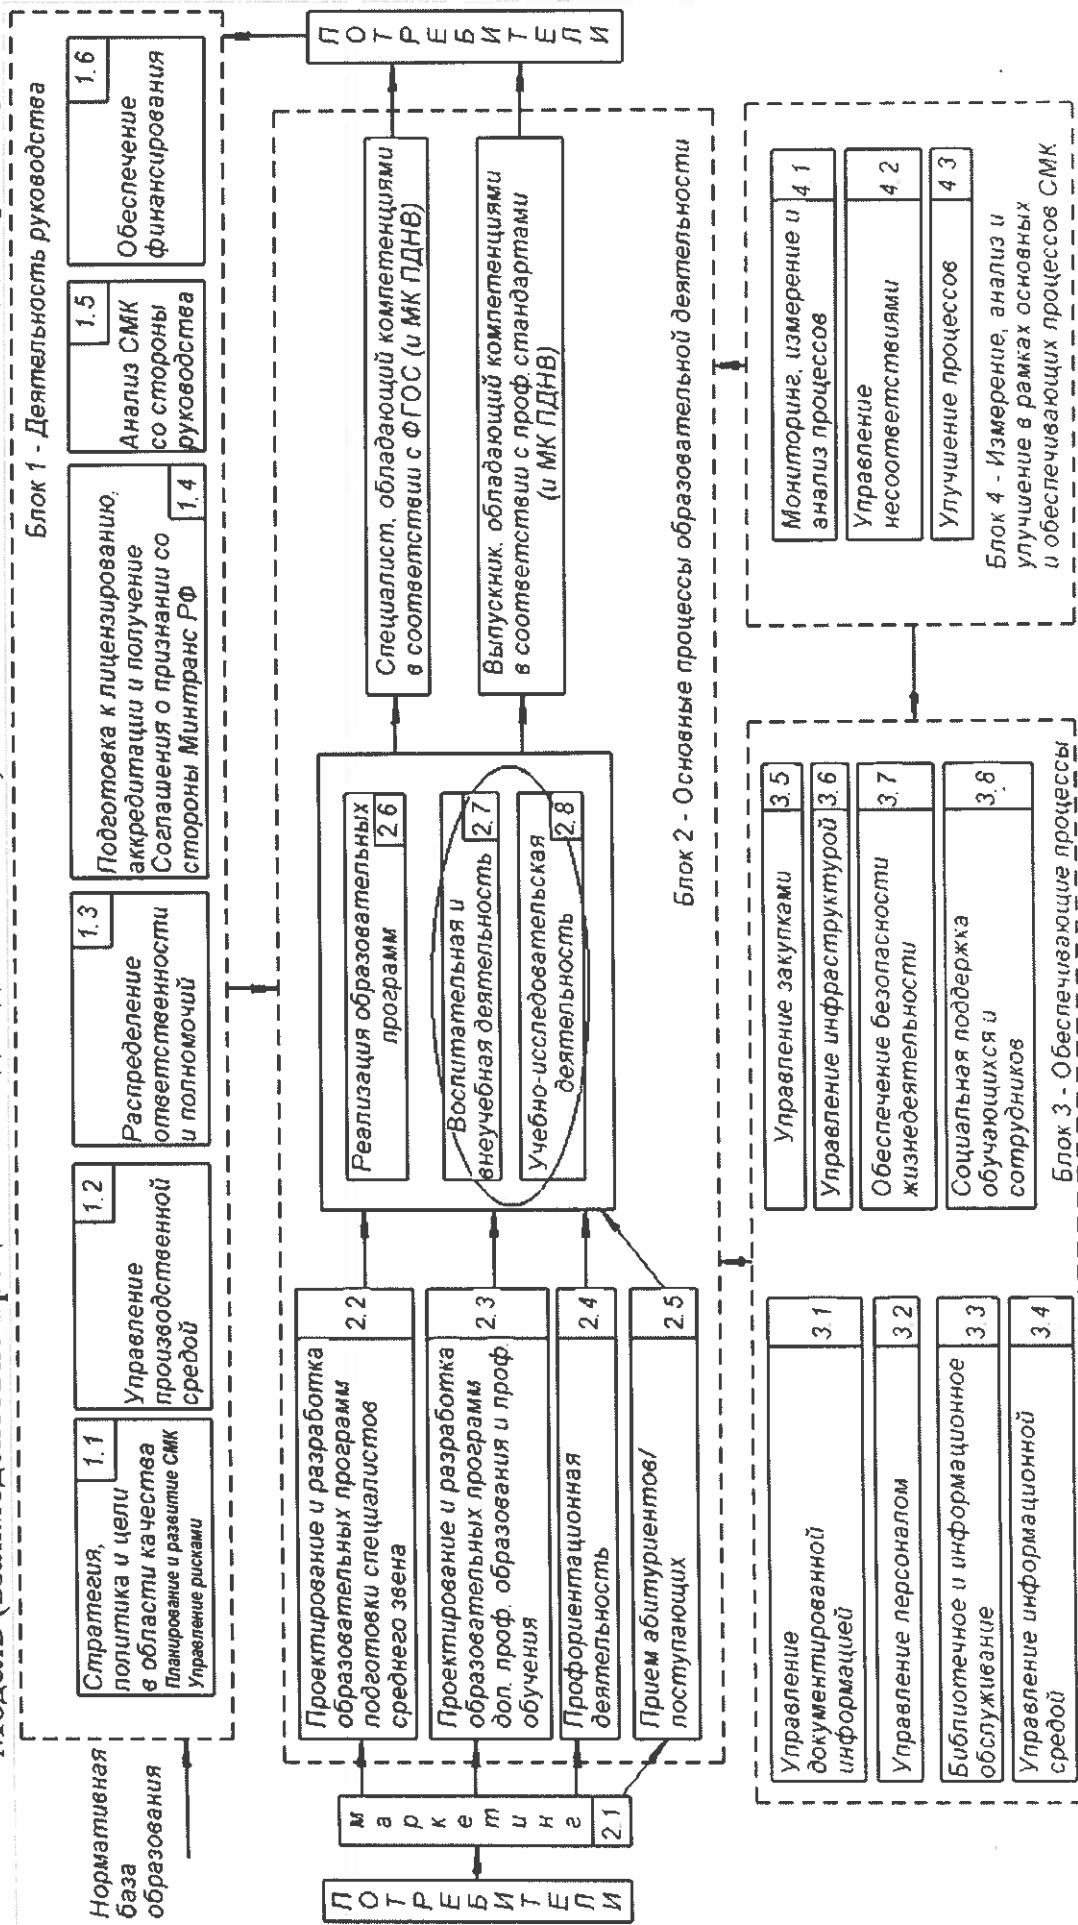 Нормативная
база
образования
Блок 1 - Деятельность руководства
Стратегия,
политика и цели
в области качества
Планирование и развитие СМК
Управление рисками
1.1
Управление
производственной
средой
1.2
Распределение
ответственности
и полномочий
1.3
Подготовка к лицензированию,
аккредитации и получение
Соглашения о признании со
стороны Минтранс РФ
1.4
Анализ СМК
со стороны
руководства
1.5
Обеспечение
финансирования
1.6
ПОТРЕБИТЕЛИ
маркетинг
2.1
Проектирование и разработка
образовательных программ
подготовки специалистов
среднего звена
2.2
Проектирование и разработка
образовательных программ
доп. проф. образования и проф.
обучения
2.3
Профориентационная
деятельность
2.4
Прием абитуриентов/
поступающих
2.5
Реализация образовательных
программ
2.6
Воспитательная и
внеучебная деятельность
2.7
Учебно-исследовательская
деятельность
2.8
Специалист, обладающий компетенциями
в соответствии с ФГОС (и МК ПДНВ)
Выпускник, обладающий компетенциями
в соответствии с проф. стандартами
(и МК ПДНВ)
ПОТРЕБИТЕЛИ
Блок 2 - Основные процессы образовательной деятельности
Управление
документированной
информацией
3.1
Управление персоналом
3.2
Библиотечное и информационное
обслуживание
3.3
Управление информационной
средой
3.4
Управление закупками
3.5
Управление инфраструктурой
3.6
Обеспечение безопасности
жизнедеятельности
3.7
Социальная поддержка
обучающихся и
сотрудников
3.8
Блок 3 - Обеспечивающие процессы
Мониторинг, измерение и
анализ процессов
4.1
Управление
несоответствиями
4.2
Улучшение процессов
4.3
Блок 4 - Измерение, анализ и
улучшение в рамках основных
и обеспечивающих процессов СМК